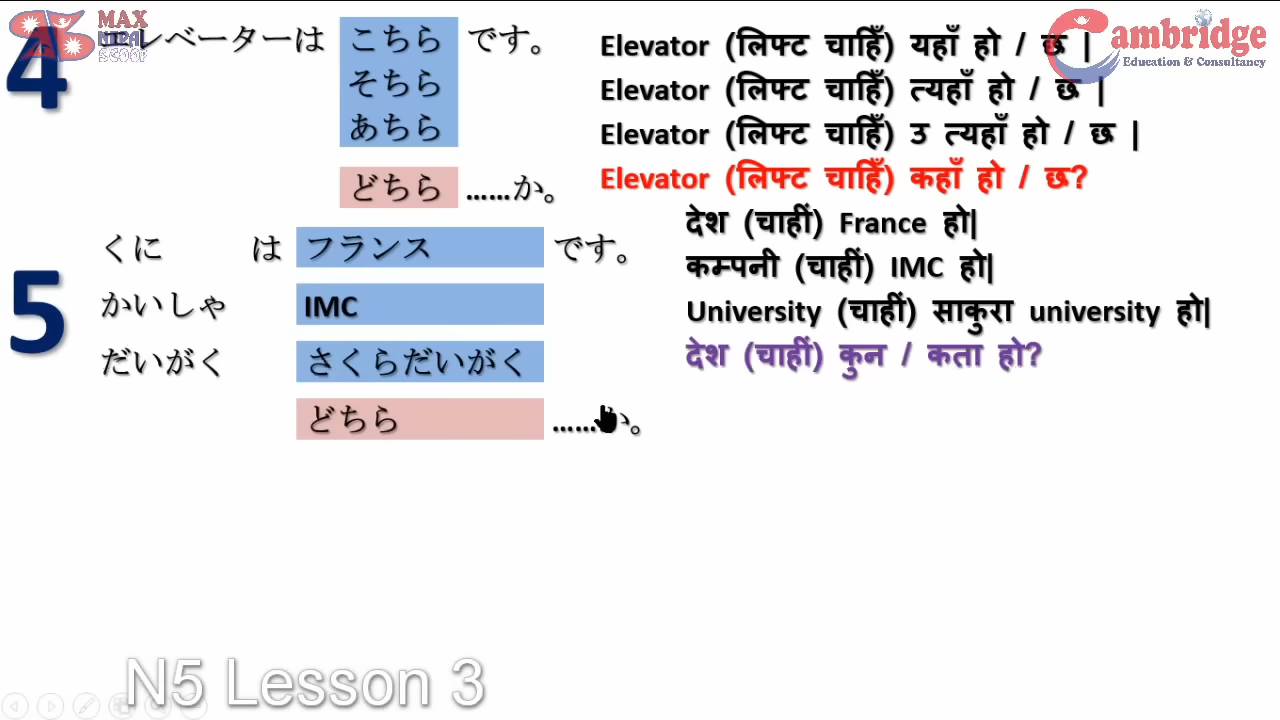 4
MAX
NEPAL
SCOOP
エレベーターは こちら です。
そちら
あちら
どちら ......か。
Elevator (लिफ्ट चाहिँ) यहाँ हो / छ |
Elevator (लिफ्ट चाहिँ) त्यहाँ हो / छ |
Elevator (लिफ्ट चाहिँ) उ त्यहाँ हो / छ |
Elevator (लिफ्ट चाहिँ) कहाँ हो / छ?
Cambridge
Education & Consultancy
5
くに は フランス です。
かいしゃ IMC
だいがく さくらだいがく
どちら ......か。
देश (चाहीं) France हो|
कम्पनी (चाहीं) IMC हो|
University (चाहीं) साकुरा university हो|
देश (चाहीं) कुन / कता हो?
N5 Lesson 3